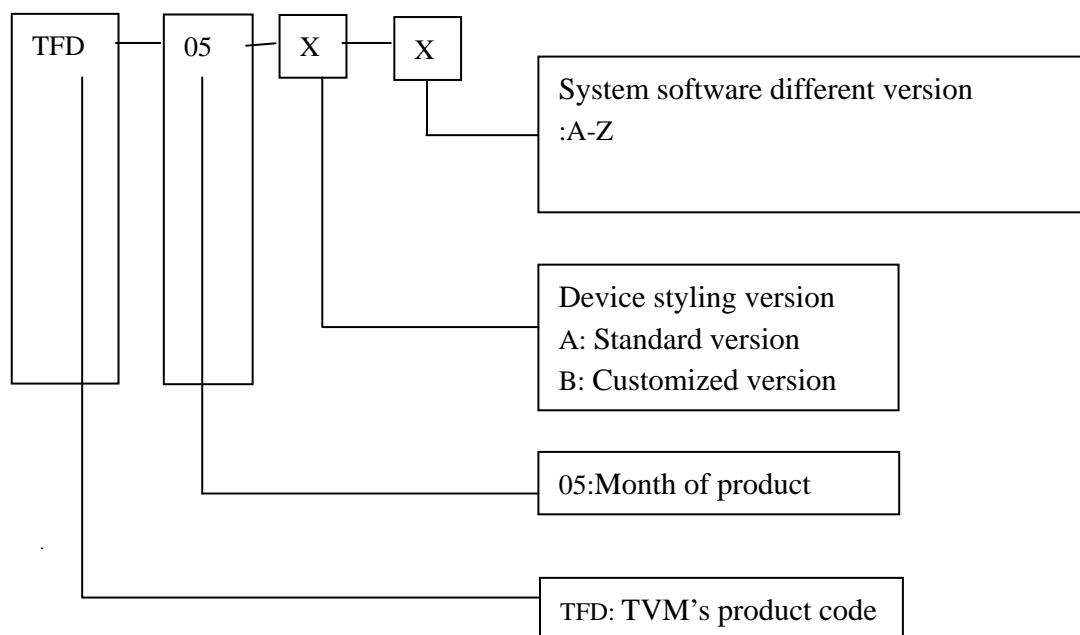 TFD 05 X X
System software different version
:A-Z
Device styling version
A: Standard version
B: Customized version
05:Month of product
TFD: TVM’s product code